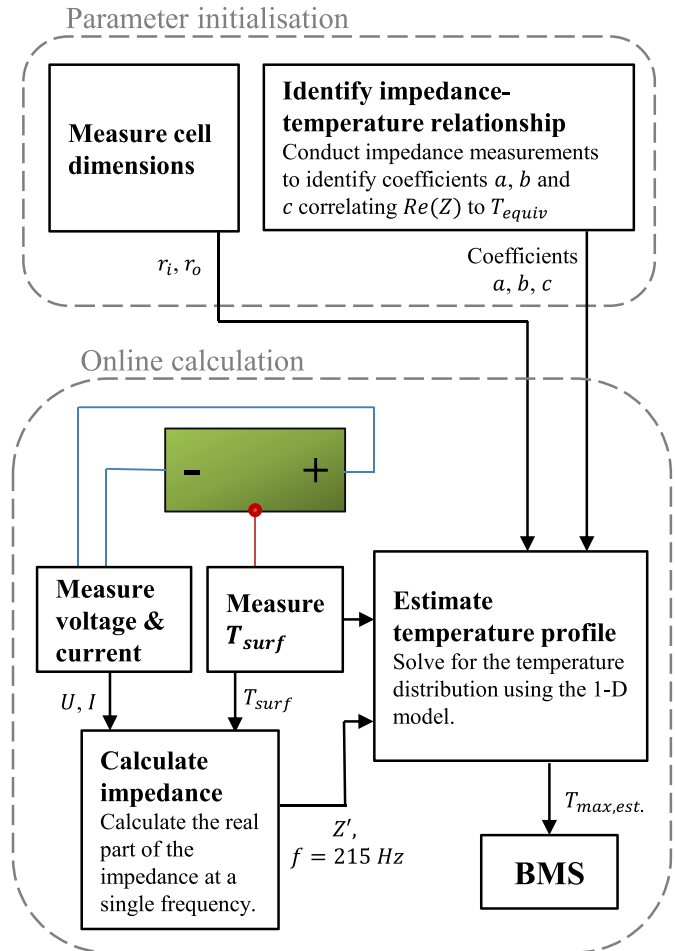 Parameter initialisation
Measure cell
dimensions
Identify impedance-
temperature relationship
Conduct impedance measurements
to identify coefficients a, b and
c correlating Re(Z) to T_equiv
r_i, r_o
Coefficients
a, b, c
Online calculation
-
+
Measure
voltage &
current
Measure
T_surf
Estimate
temperature profile
Solve for the temperature
distribution using the 1-D
model.
U, I
T_surf
Calculate
impedance
Calculate the real
part of the
impedance at a
single frequency.
Z′,
f = 215 Hz
T_max,est.
BMS